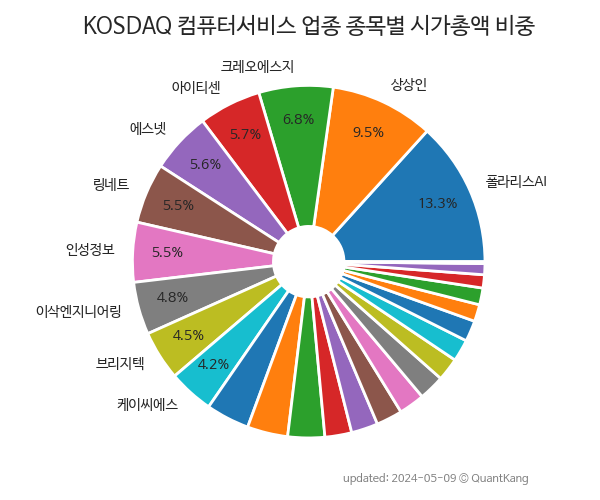 KOSDAQ 컴퓨터서비스 업종 종목별 시가총액 비중
크레오에스지
아이티센
상상인
에스넷
링네트
폴라리스AI
인성정보
이삭엔지니어링
브리지텍
케이씨에스
6.8%
9.5%
5.7%
5.6%
13.3%
5.5%
5.5%
4.8%
4.5%
4.2%
updated: 2024-05-09 © QuantKang